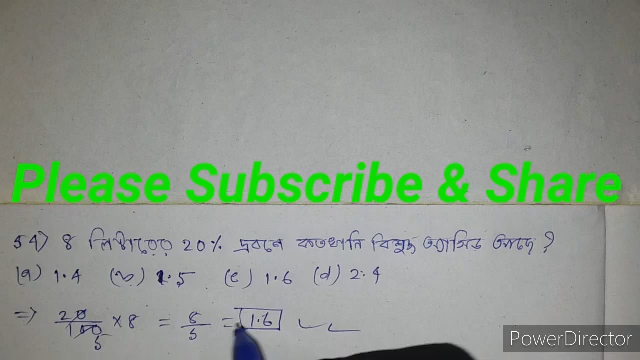 Please Subscribe & Share
54) 8 লিটারের 20% দ্রবনে কতখানি বিশুদ্ধ অ্যাসিড আছে ?
(a) 1.4 (b) 1.5 (c) 1.6 (d) 2.4
=> 20/100 × 8 = 8/5 = 1.6
5
PowerDirector